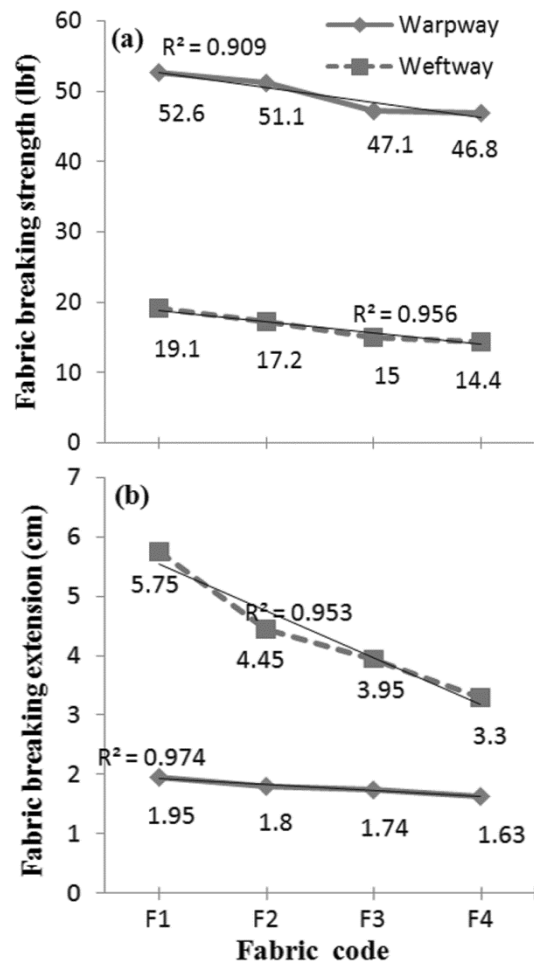 (a)
Warpway
Weftway
Fabric breaking strength (lbf)
60
50
40
30
20
10
0
R² = 0.909
52.6
51.1
47.1
46.8
R² = 0.956
19.1
17.2
15
14.4
(b)
Fabric breaking extension (cm)
7
6
5
4
3
2
1
0
5.75
R² = 0.953
4.45
3.95
3.3
R² = 0.974
1.95
1.8
1.74
1.63
F1 F2 F3 F4
Fabric code